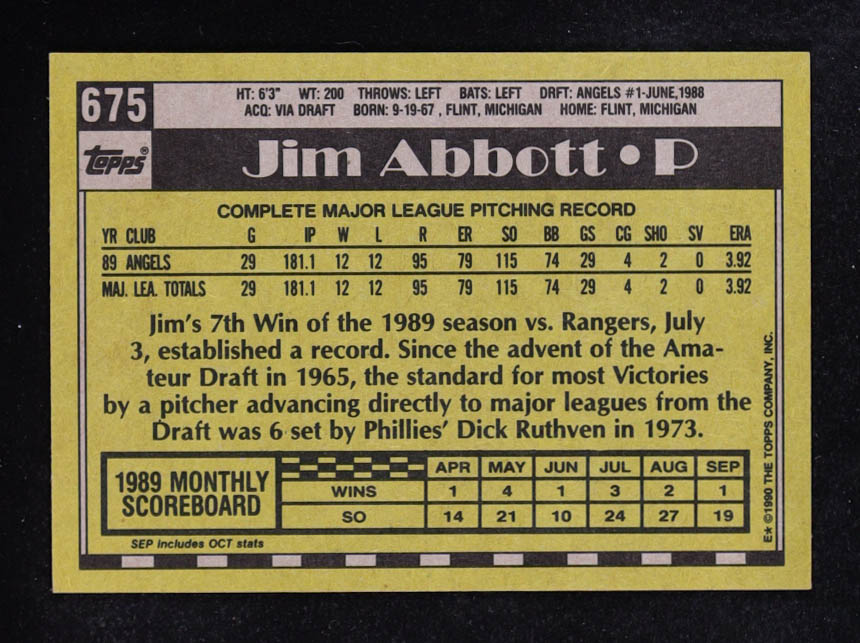 675
HT: 6'3" WT: 200 THROWS: LEFT BATS: LEFT DRFT: ANGELS #1-JUNE,1988
ACQ: VIA DRAFT BORN: 9-19-67 , FLINT, MICHIGAN HOME: FLINT, MICHIGAN
topps®
Jim Abbott • P
COMPLETE MAJOR LEAGUE PITCHING RECORD
YR CLUB G IP W L R ER SO BB GS CG SHO SV ERA
89 ANGELS 29 181.1 12 12 95 79 115 74 29 4 2 0 3.92
MAJ. LEA. TOTALS 29 181.1 12 12 95 79 115 74 29 4 2 0 3.92
Jim's 7th Win of the 1989 season vs. Rangers, July
3, established a record. Since the advent of the Ama-
teur Draft in 1965, the standard for most Victories
by a pitcher advancing directly to major leagues from the
Draft was 6 set by Phillies' Dick Ruthven in 1973.
1989 MONTHLY
SCOREBOARD
APR MAY JUN JUL AUG SEP
WINS 1 4 1 3 2 1
SO 14 21 10 24 27 19
SEP includes OCT stats
E★ ©1990 THE TOPPS COMPANY, INC.